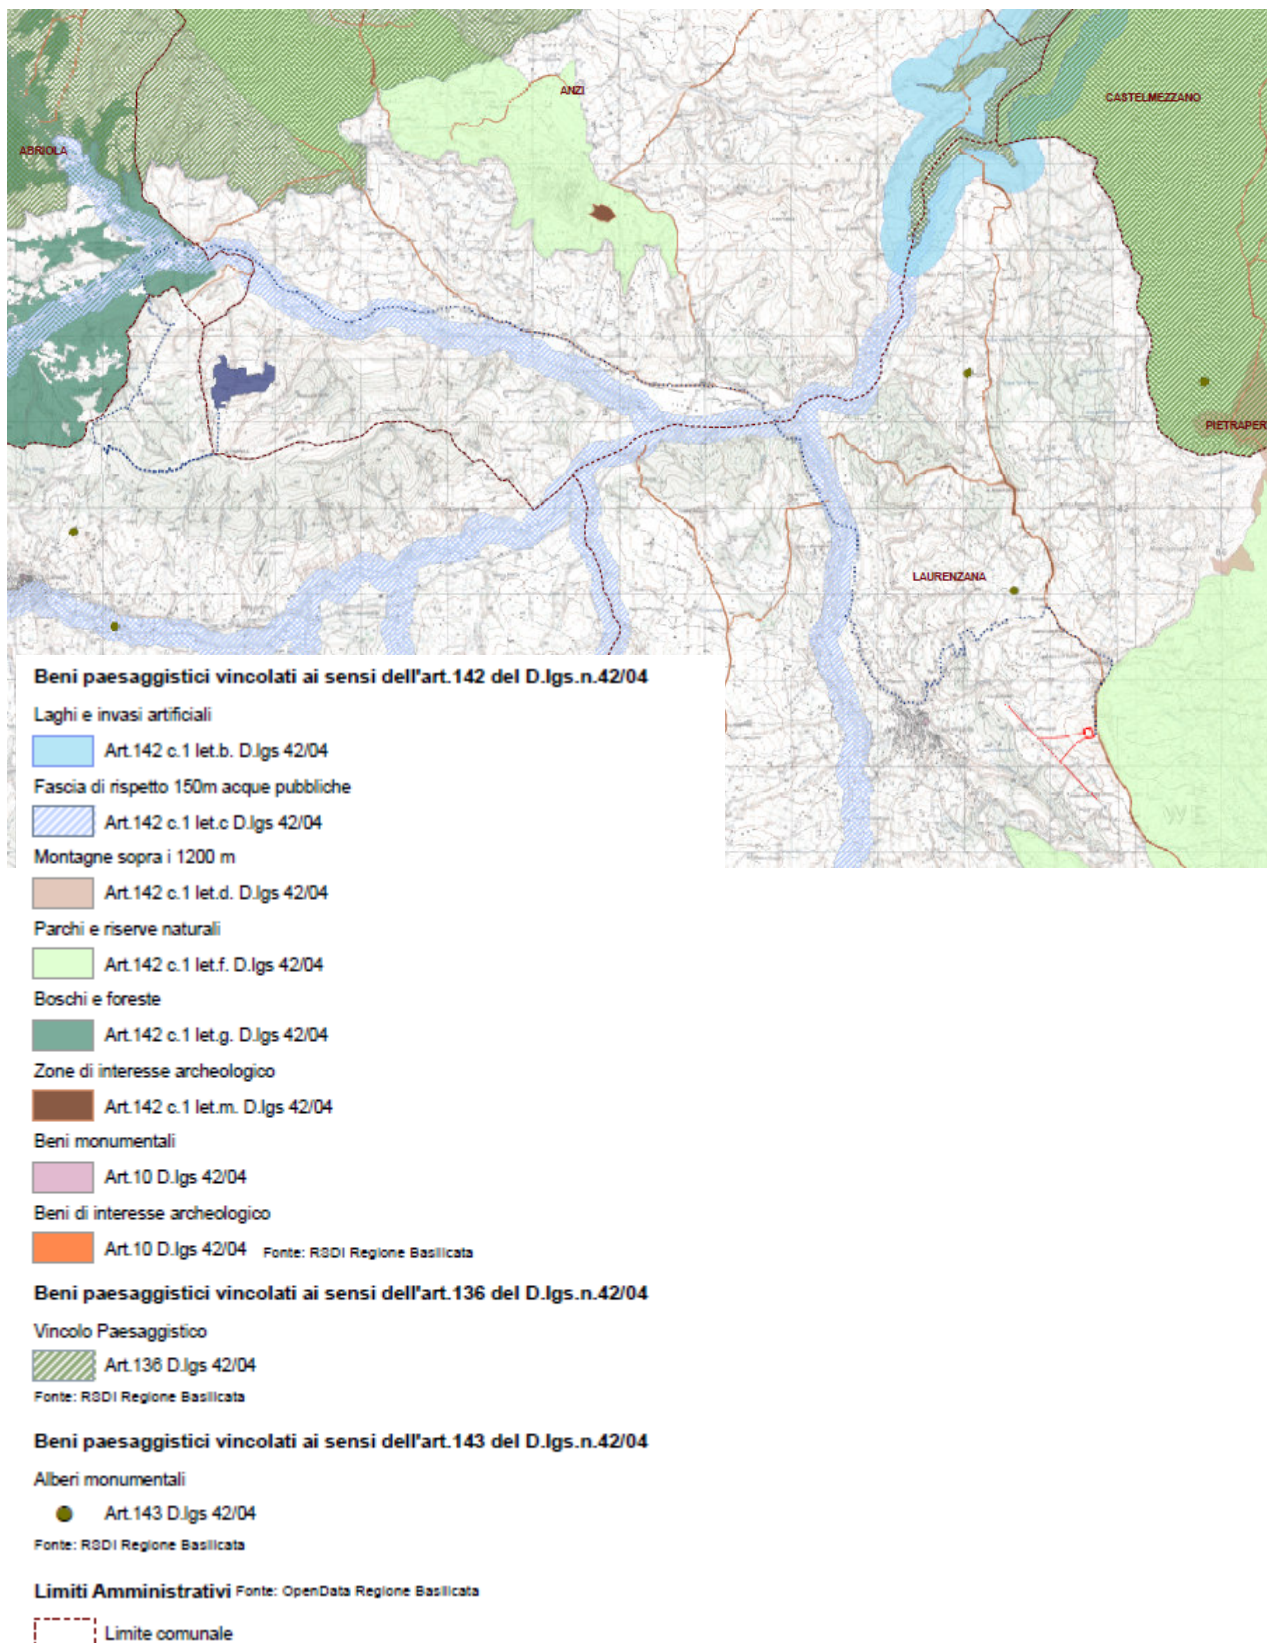 ANZI
CASTELMEZZANO
ABRIOLA
PIETRAPER
LAURENZANA
WE
Beni paesaggistici vincolati ai sensi dell'art.142 del D.lgs.n.42/04
Laghi e invasi artificiali
Art.142 c.1 let.b. D.lgs 42/04
Fascia di rispetto 150m acque pubbliche
Art.142 c.1 let.c D.lgs 42/04
Montagne sopra i 1200 m
Art.142 c.1 let.d. D.lgs 42/04
Parchi e riserve naturali
Art.142 c.1 let.f. D.lgs 42/04
Boschi e foreste
Art.142 c.1 let.g. D.lgs 42/04
Zone di interesse archeologico
Art.142 c.1 let.m. D.lgs 42/04
Beni monumentali
Art.10 D.lgs 42/04
Beni di interesse archeologico
Art.10 D.lgs 42/04 Fonte: RSDI Regione Basilicata
Beni paesaggistici vincolati ai sensi dell'art.136 del D.lgs.n.42/04
Vincolo Paesaggistico
Art.136 D.lgs 42/04
Fonte: RSDI Regione Basilicata
Beni paesaggistici vincolati ai sensi dell'art.143 del D.lgs.n.42/04
Alberi monumentali
Art.143 D.lgs 42/04
Fonte: RSDI Regione Basilicata
Limiti Amministrativi Fonte: OpenData Regione Basilicata
Limite comunale